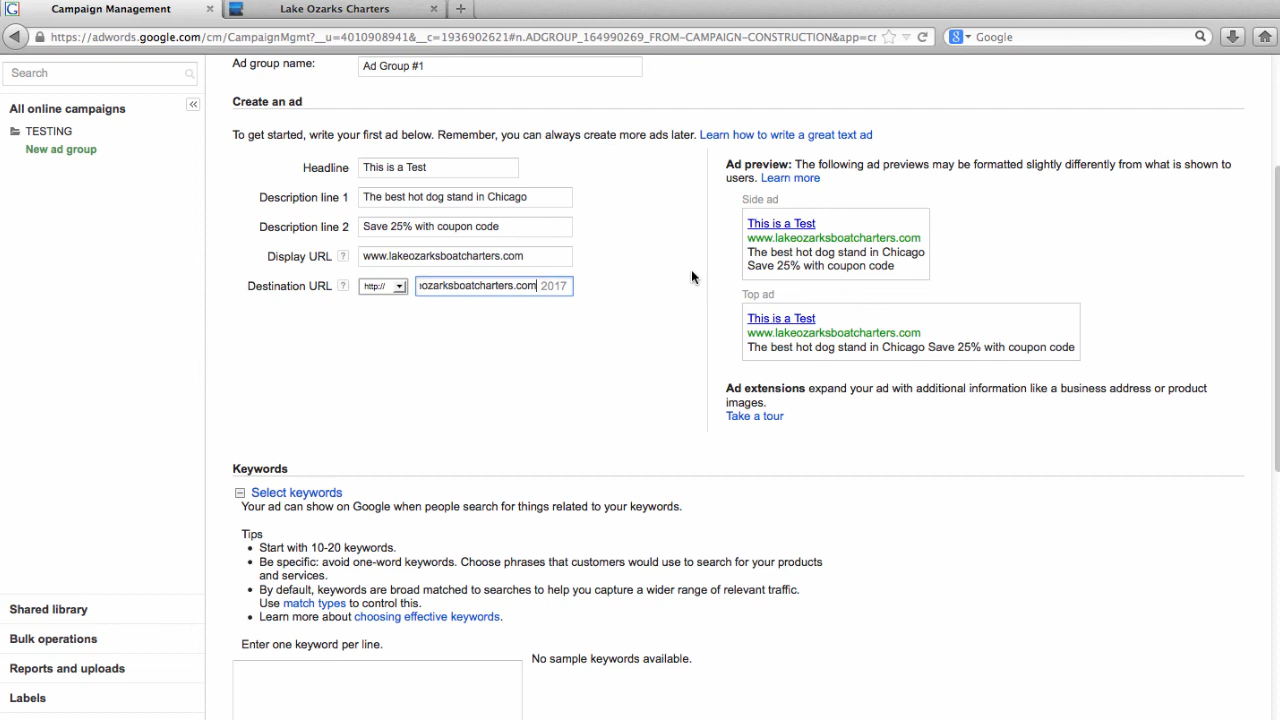 Campaign Management ×
Lake Ozarks Charters ×
+
https://adwords.google.com/cm/CampaignMgmt?__u=4010908941&__c=1936902621#n.ADGROUP_164990269_FROM-CAMPAIGN-CONSTRUCTION&app=cr
Google
Search
All online campaigns
TESTING
New ad group
Shared library
Bulk operations
Reports and uploads
Labels
Ad group name: Ad Group #1
Create an ad
To get started, write your first ad below. Remember, you can always create more ads later. Learn how to write a great text ad
Headline This is a Test
Description line 1 The best hot dog stand in Chicago
Description line 2 Save 25% with coupon code
Display URL ? www.lakeozarksboatcharters.com
Destination URL ? http:// ozarksboatcharters.com 2017
Ad preview: The following ad previews may be formatted slightly differently from what is shown to
users. Learn more
Side ad
This is a Test
www.lakeozarksboatcharters.com
The best hot dog stand in Chicago
Save 25% with coupon code
Top ad
This is a Test
www.lakeozarksboatcharters.com
The best hot dog stand in Chicago Save 25% with coupon code
Ad extensions expand your ad with additional information like a business address or product
images.
Take a tour
Keywords
Select keywords
Your ad can show on Google when people search for things related to your keywords.
Tips
• Start with 10-20 keywords.
• Be specific: avoid one-word keywords. Choose phrases that customers would use to search for your products
and services.
• By default, keywords are broad matched to searches to help you capture a wider range of relevant traffic.
Use match types to control this.
• Learn more about choosing effective keywords.
Enter one keyword per line.
No sample keywords available.